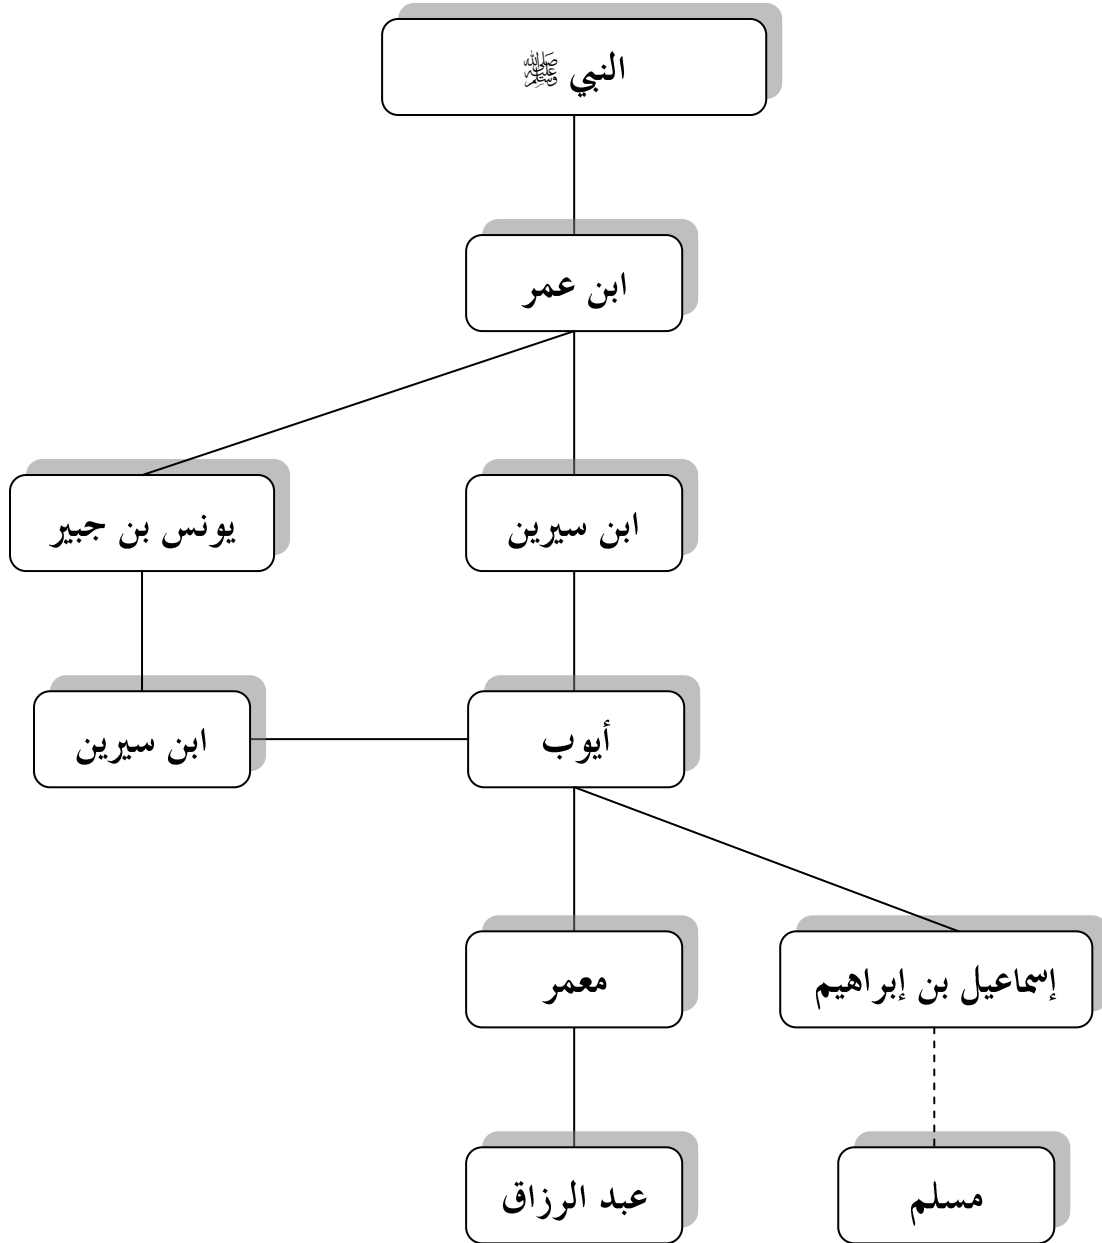 النبي ﷺ
ابن عمر
ابن سيرين
يونس بن جبير
أيوب
ابن سيرين
إسماعيل بن إبراهيم
معمر
مسلم
عبد الرزاق